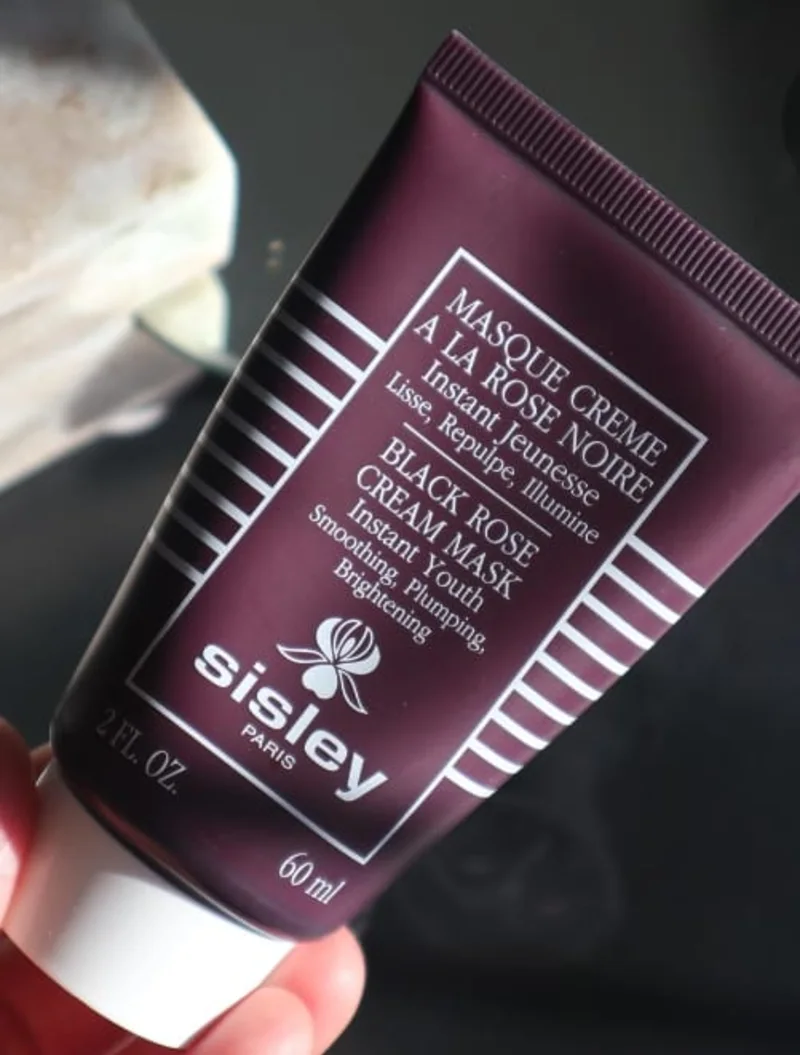 MASQUE CREME
A LA ROSE NOIRE
Instant Jeunesse
Lisse, Repulpe, Illumine
BLACK ROSE
CREAM MASK
Instant Youth
Smoothing, Plumping,
Brightening
sisley
PARIS
2 FL. OZ.
60 ml